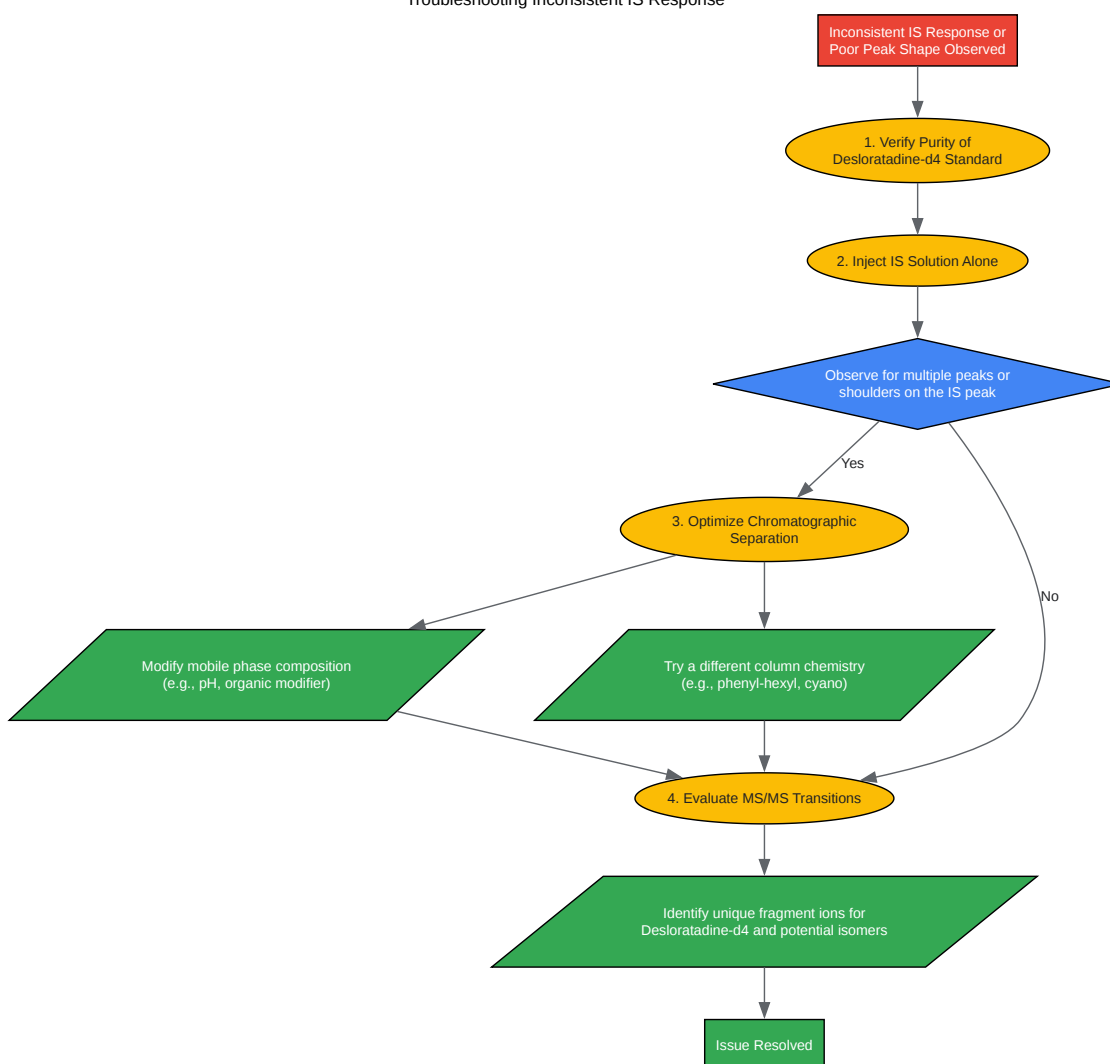 Troubleshooting Inconsistent IS Response
Inconsistent IS Response or
Poor Peak Shape Observed
1. Verify Purity of
Desloratadine-d4 Standard
2. Inject IS Solution Alone
Observe for multiple peaks or
shoulders on the IS peak
Yes
3. Optimize Chromatographic
Separation
No
Modify mobile phase composition
(e.g., pH, organic modifier)
Try a different column chemistry
(e.g., phenyl-hexyl, cyano)
4. Evaluate MS/MS Transitions
Identify unique fragment ions for
Desloratadine-d4 and potential isomers
Issue Resolved